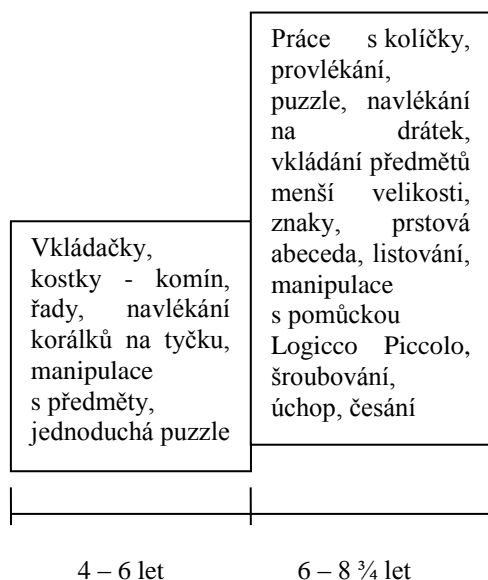 Práce s kolíčky,
provlékání,
puzzle, navlékání
na drátek,
vkládání předmětů
menší velikosti,
znaky, prstová
abeceda, listování,
manipulace
s pomůckou
Logicco Piccolo,
šroubování,
úchop, česání
Vkládačky,
kostky - komín,
řady, navlékání
korálků na tyčku,
manipulace
s předměty,
jednoduchá puzzle
4 – 6 let
6 – 8 ¾ let